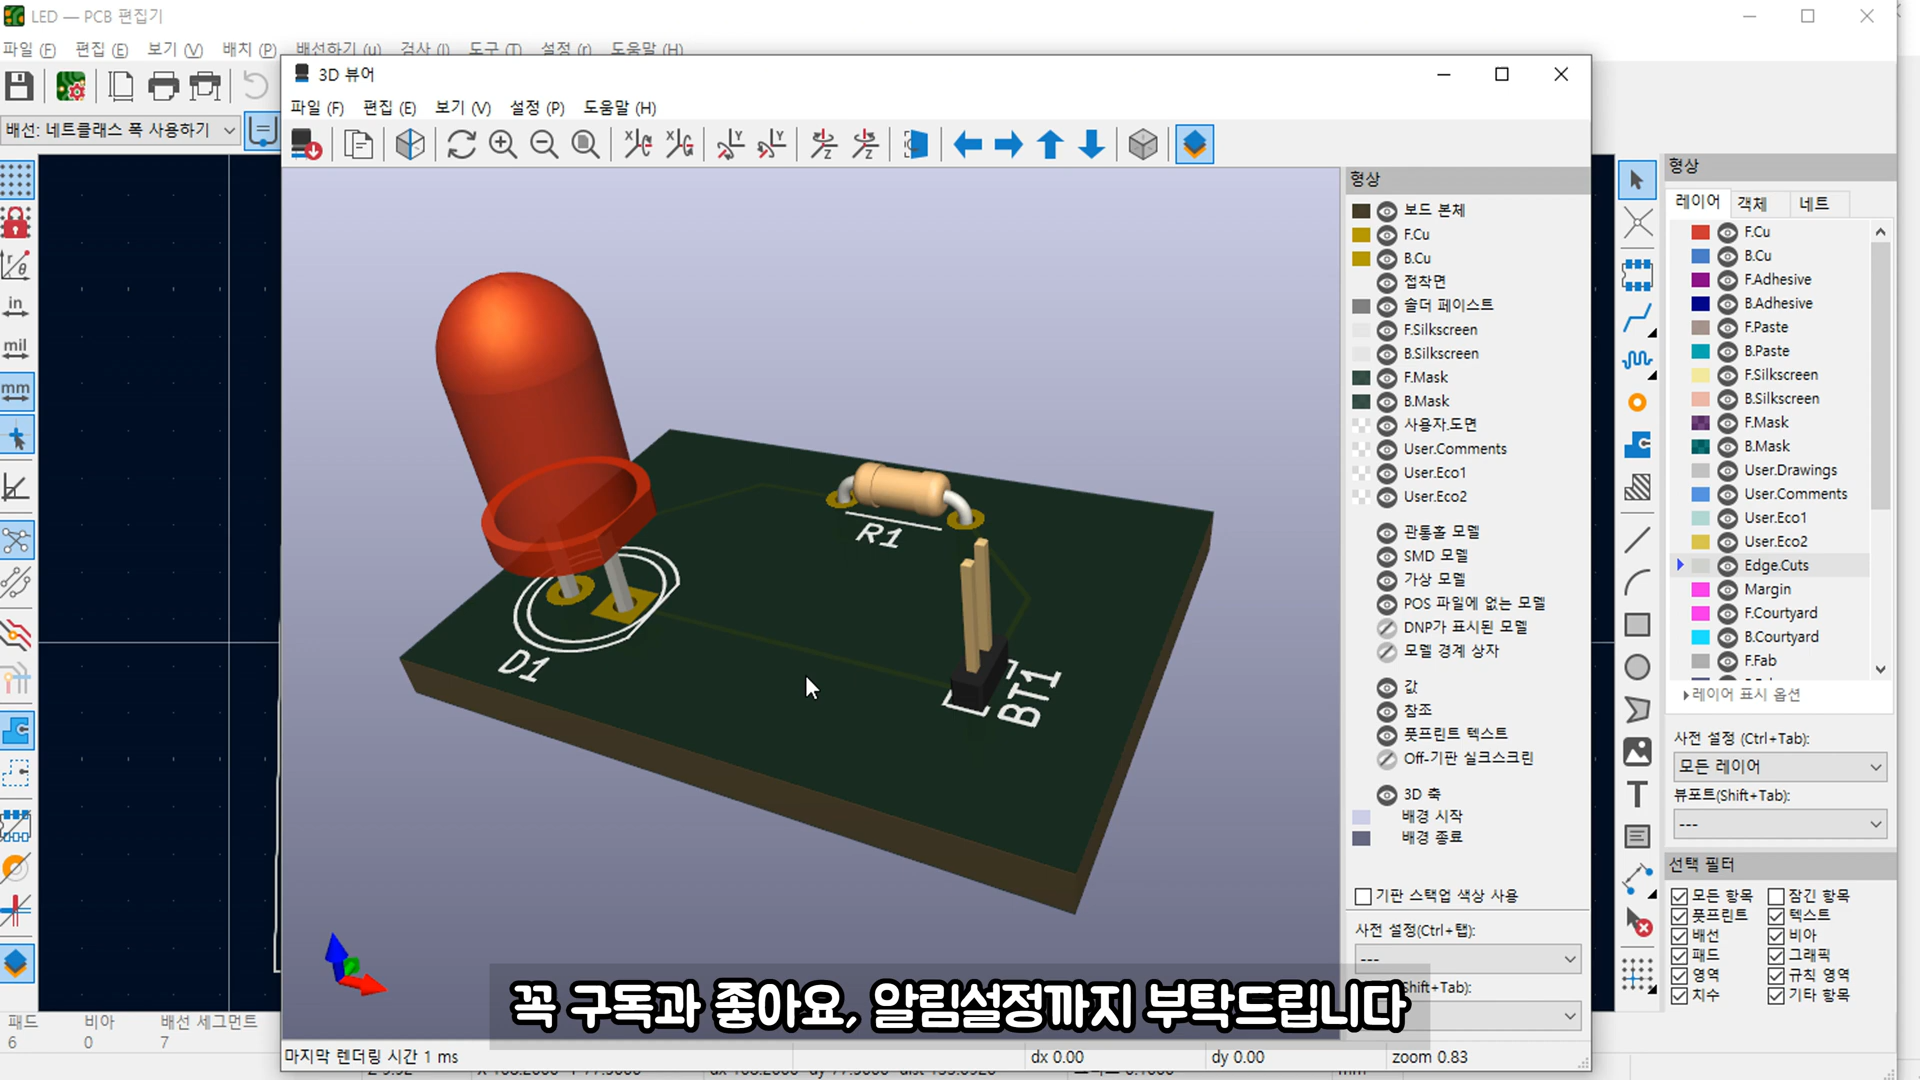 LED — PCB 편집기
파일 (F) 편집 (E) 보기 (V) 배치 (P) 배선하기 (u) 검사 (I) 도구 (T) 설정 (r) 도움말 (H)
배선: 네트클래스 폭 사용하기
in
mil
mm
3D 뷰어
파일 (F) 편집 (E) 보기 (V) 설정 (P) 도움말 (H)
D1
R1
BT1
형상
보드 본체
F.Cu
B.Cu
접착면
솔더 페이스트
F.Silkscreen
B.Silkscreen
F.Mask
B.Mask
사용자.도면
User.Comments
User.Eco1
User.Eco2
관통홀 모델
SMD 모델
가상 모델
POS 파일에 없는 모델
DNP가 표시된 모델
모델 경계 상자
값
참조
풋프린트 텍스트
Off-기판 실크스크린
3D 축
배경 시작
배경 종료
기판 스택업 색상 사용
사전 설정(Ctrl+탭):
---
Shift+Tab):
꼭 구독과 좋아요, 알림설정까지 부탁드립니다
마지막 렌더링 시간 1 ms
dx 0.00
dy 0.00
zoom 0.83
형상
레이어 객체 네트
F.Cu
B.Cu
F.Adhesive
B.Adhesive
F.Paste
B.Paste
F.Silkscreen
B.Silkscreen
F.Mask
B.Mask
User.Drawings
User.Comments
User.Eco1
User.Eco2
Edge.Cuts
Margin
F.Courtyard
B.Courtyard
F.Fab
레이어 표시 옵션
사전 설정 (Ctrl+Tab):
모든 레이어
뷰포트(Shift+Tab):
---
선택 필터
모든 항목 잠긴 항목
풋프린트 텍스트
배선 비아
패드 그래픽
영역 규칙 영역
치수 기타 항목
패드 비아 배선 세그먼트
6 0 7